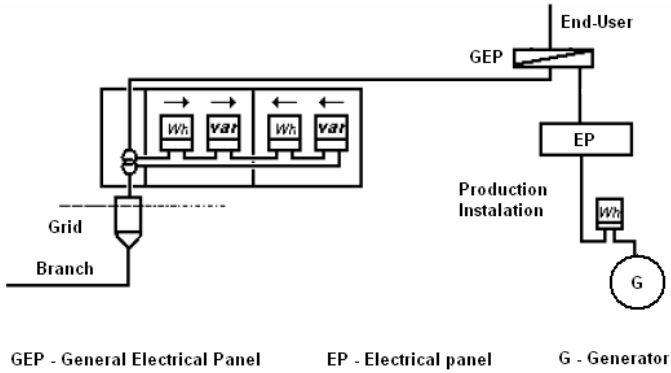 End-User
GEP
Wh var Wh var
EP
Production
Instalation
Wh
Grid
Branch
G
GEP - General Electrical Panel EP - Electrical panel G - Generator